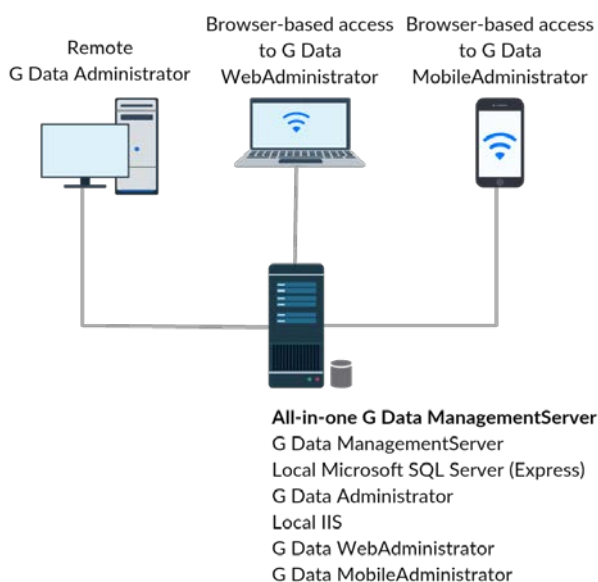 Remote
G Data Administrator
Browser-based access
to G Data
WebAdministrator
Browser-based access
to G Data
MobileAdministrator
All-in-one G Data ManagementServer
G Data ManagementServer
Local Microsoft SQL Server (Express)
G Data Administrator
Local IIS
G Data WebAdministrator
G Data MobileAdministrator